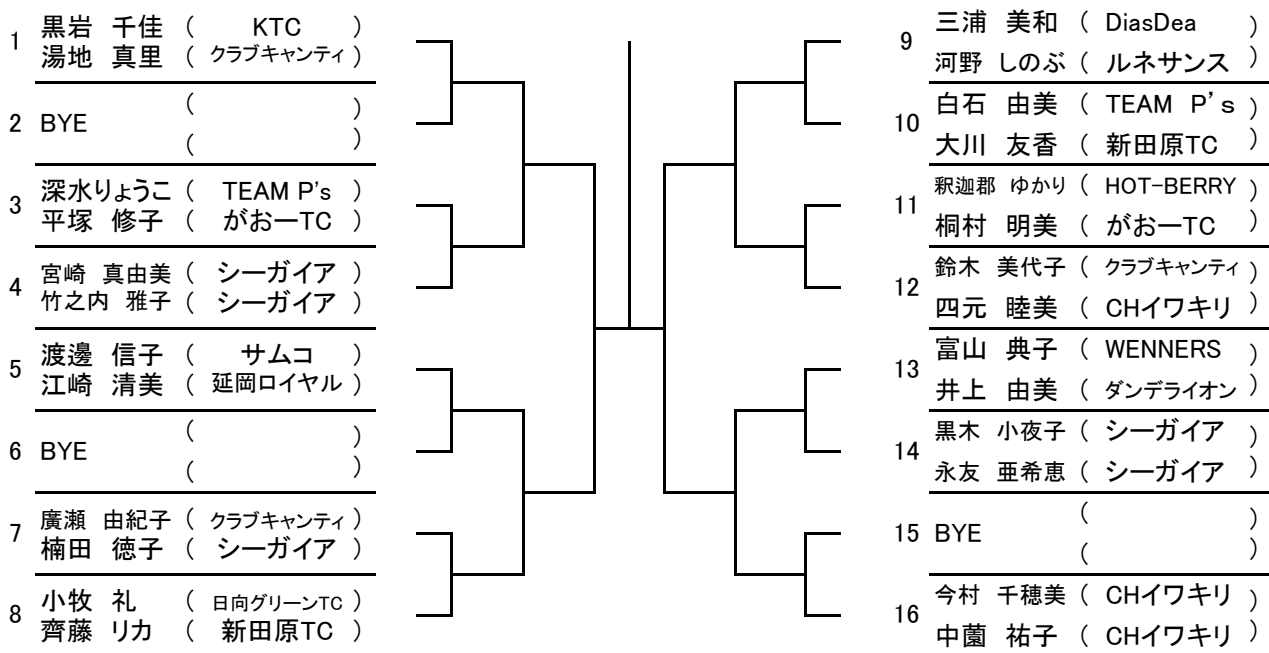 1 黒岩 千佳 ( KTC )
湯地 真里 ( クラブキャンティ )
2 BYE ( )
( )
3 深水りょうこ ( TEAM P's )
平塚 修子 ( がおーTC )
4 宮崎 真由美 ( シーガイア )
竹之内 雅子 ( シーガイア )
5 渡邊 信子 ( サムコ )
江崎 清美 ( 延岡ロイヤル )
6 BYE ( )
( )
7 廣瀬 由紀子 ( クラブキャンティ )
楠田 徳子 ( シーガイア )
8 小牧 礼 ( 日向グリーンTC )
齊藤 リカ ( 新田原TC )
9 三浦 美和 ( DiasDea )
河野 しのぶ ( ルネサンス )
10 白石 由美 ( TEAM P's )
大川 友香 ( 新田原TC )
11 釈迦郡 ゆかり ( HOT-BERRY )
桐村 明美 ( がおーTC )
12 鈴木 美代子 ( クラブキャンティ )
四元 睦美 ( CHイワキリ )
13 富山 典子 ( WENNERS )
井上 由美 ( ダンデライオン )
14 黒木 小夜子 ( シーガイア )
永友 亜希恵 ( シーガイア )
15 BYE ( )
( )
16 今村 千穂美 ( CHイワキリ )
中薗 祐子 ( CHイワキリ )